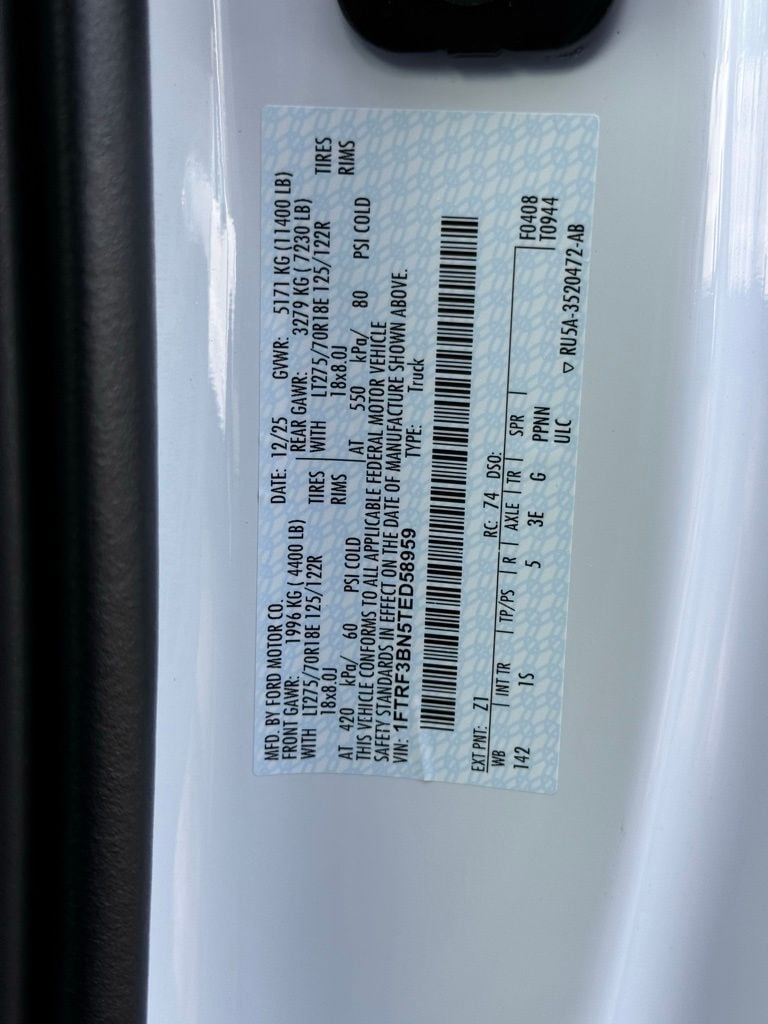 MFD. BY FORD MOTOR CO.
DATE: 12/25 GVWR: 5171 KG (11400 LB)
FRONT GAWR: 1996 KG ( 4400 LB)
REAR GAWR: 3279 KG ( 7230 LB)
WITH LT275/70R18E 125/122R TIRES
WITH LT275/70R18E 125/122R TIRES
18x8.0J RIMS
18x8.0J RIMS
AT 420 kPa/ 60 PSI COLD
AT 550 kPa/ 80 PSI COLD
THIS VEHICLE CONFORMS TO ALL APPLICABLE FEDERAL MOTOR VEHICLE
SAFETY STANDARDS IN EFFECT ON THE DATE OF MANUFACTURE SHOWN ABOVE.
VIN: 1FTRF3BN5TED58959 TYPE: Truck
EXT PNT: Z1 RC: 74 DSO:
WB INT TR TP/PS R AXLE TR SPR F0408
T0944
142 1S 5 3E G PPNN
ULC
▽ RU5A-3520472-AB